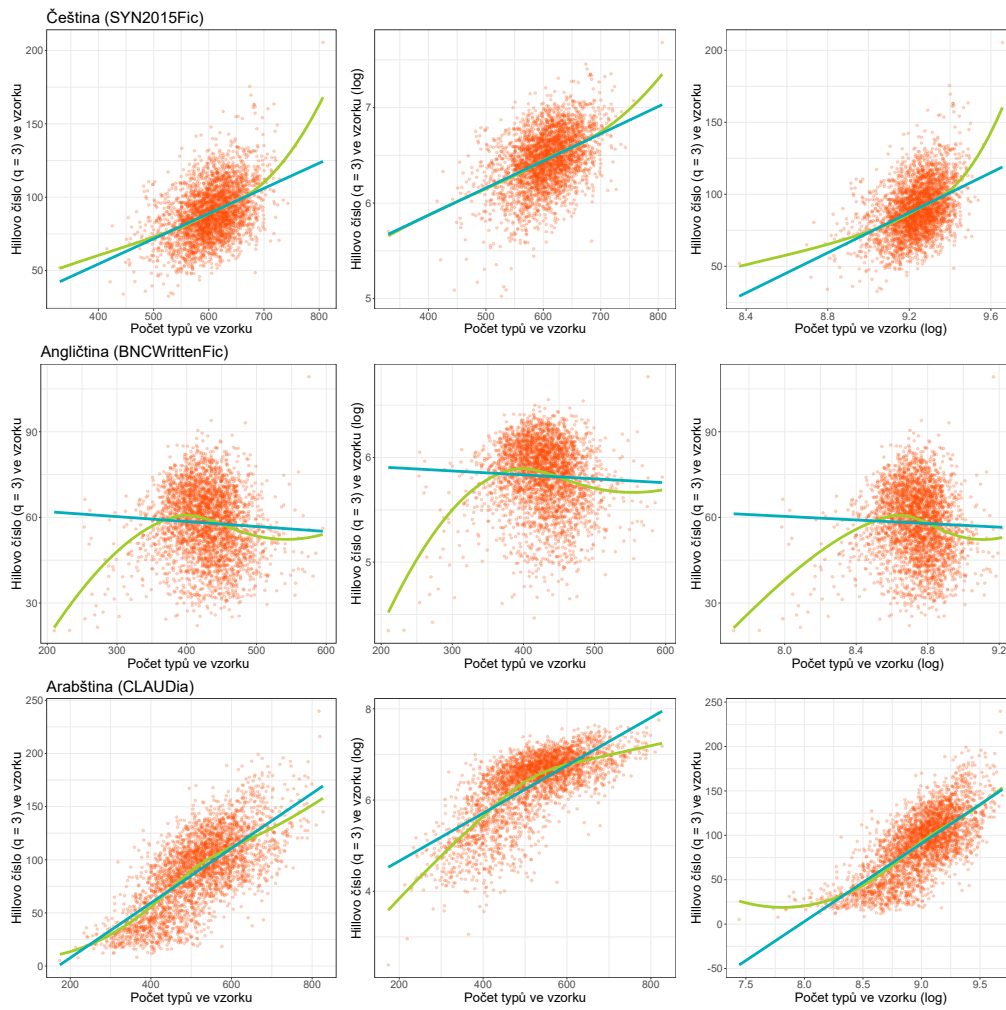 Čeština (SYN2015Fic)
Hillovo číslo (q = 3) ve vzorku
200
150
100
50
400 500 600 700 800
Počet typů ve vzorku
Hillovo číslo (q = 3) ve vzorku (log)
7
6
5
400 500 600 700 800
Počet typů ve vzorku
Hillovo číslo (q = 3) ve vzorku
200
150
100
50
8.4 8.8 9.2 9.6
Počet typů ve vzorku (log)
Angličtina (BNCWrittenFic)
Hillovo číslo (q = 3) ve vzorku
90
60
30
200 300 400 500 600
Počet typů ve vzorku
Hillovo číslo (q = 3) ve vzorku (log)
6
5
200 300 400 500 600
Počet typů ve vzorku
Hillovo číslo (q = 3) ve vzorku
90
60
30
8.0 8.4 8.8 9.2
Počet typů ve vzorku (log)
Arabština (CLAUDia)
Hillovo číslo (q = 3) ve vzorku
250
200
150
100
50
0
200 400 600 800
Počet typů ve vzorku
Hillovo číslo (q = 3) ve vzorku (log)
8
6
4
200 400 600 800
Počet typů ve vzorku
Hillovo číslo (q = 3) ve vzorku
250
200
150
100
50
0
-50
7.5 8.0 8.5 9.0 9.5
Počet typů ve vzorku (log)